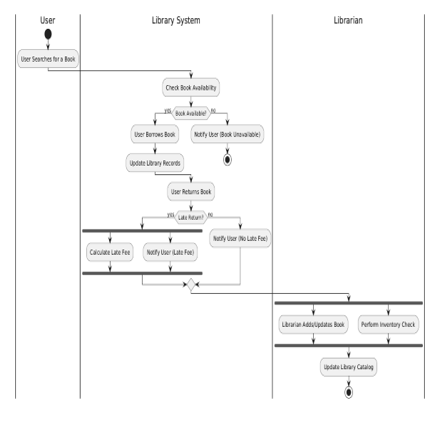 User
Library System
Librarian
User Searches for a Book
Check Book Availability
yes
Book Available?
no
User Borrows Book
Notify User (Book Unavailable)
Update Library Records
User Returns Book
yes
Late Return?
no
Notify User (No Late Fee)
Calculate Late Fee
Notify User (Late Fee)
Librarian Adds/Updates Book
Perform Inventory Check
Update Library Catalog